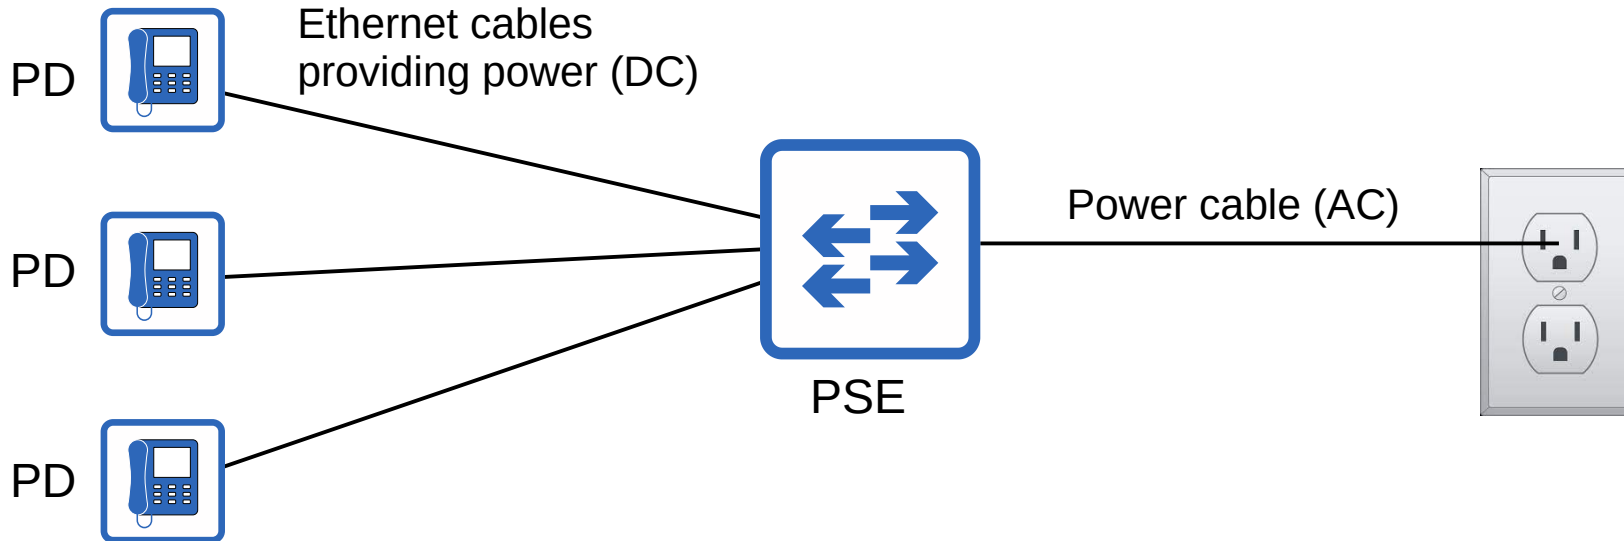 Ethernet cables
providing power (DC)
PD
Power cable (AC)
PD
PSE
PD